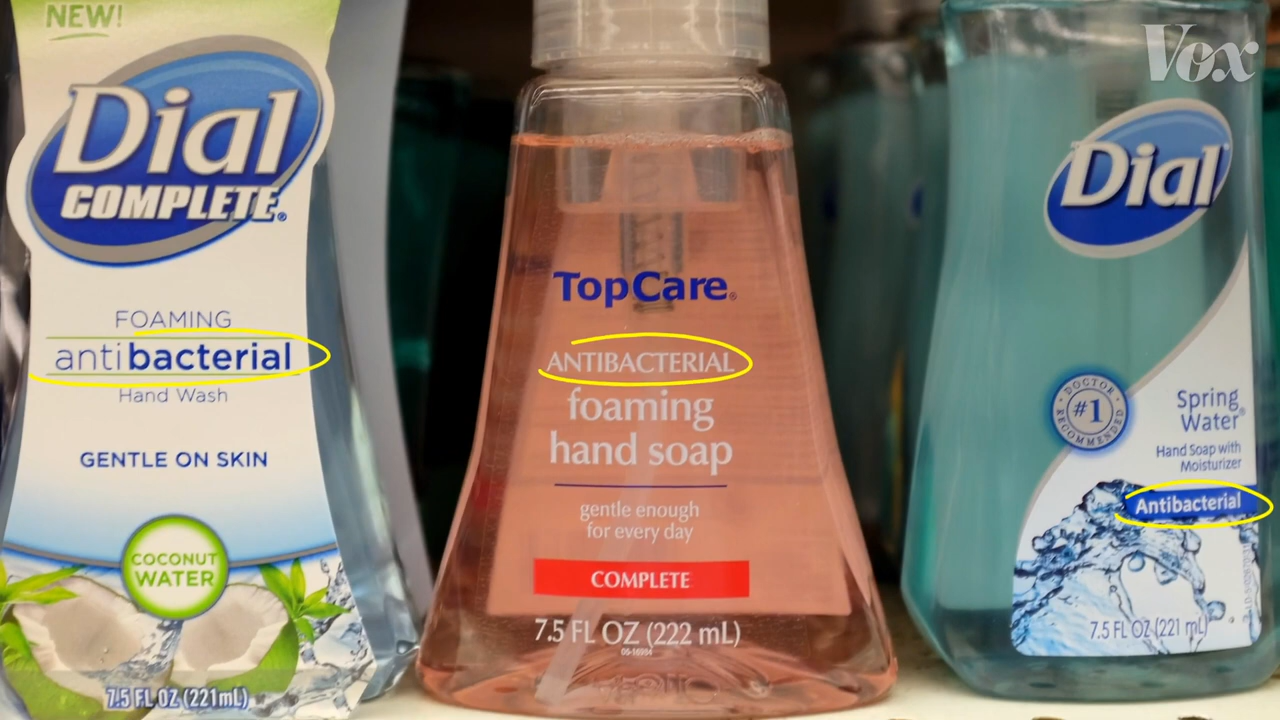 NEW!
Dial
COMPLETE®
FOAMING
antibacterial
Hand Wash
GENTLE ON SKIN
COCONUT
WATER
7.5 FL OZ (221mL)
TopCare®
ANTIBACTERIAL
foaming
hand soap
gentle enough
for every day
COMPLETE
7.5 FL OZ (222 mL)
Vox
Dial®
DOCTOR
#1
RECOMMENDED
Spring
Water®
Hand Soap with
Moisturizer
Antibacterial
7.5 FL OZ (221 mL)